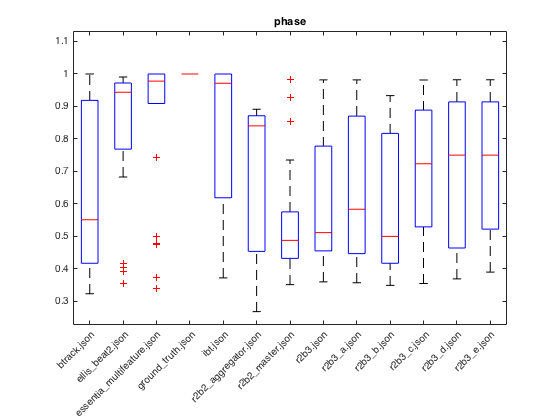 phase
1.1
1
0.9
0.8
0.7
0.6
0.5
0.4
0.3
btrack.json
ellis_beat2.json
essentia_multifeature.json
ground_truth.json
ibt.json
r2b2_aggregator.json
r2b2_master.json
r2b3.json
r2b3_a.json
r2b3_b.json
r2b3_c.json
r2b3_d.json
r2b3_e.json